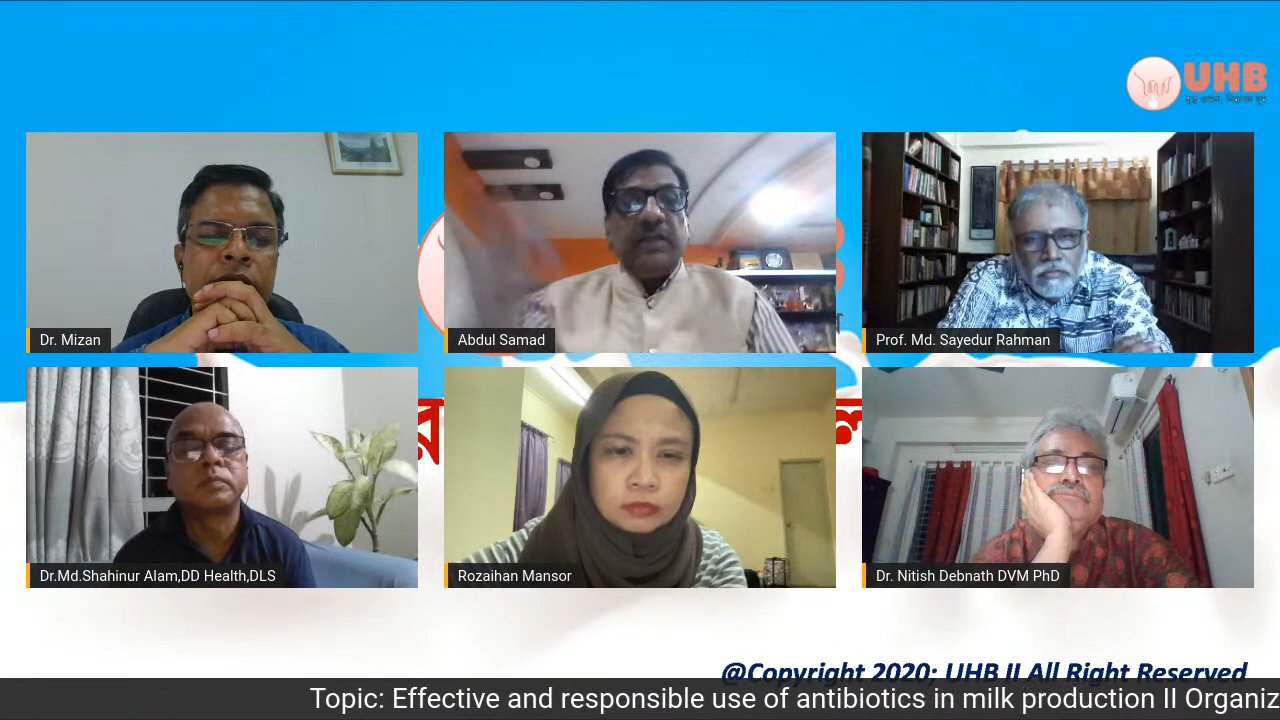 UHB
Dr. Mizan
Abdul Samad
Prof. Md. Sayedur Rahman
Dr.Md.Shahinur Alam,DD Health,DLS
Rozaihan Mansor
Dr. Nitish Debnath DVM PhD
@Copyright 2020; UHB II All Right Reserved
Topic: Effective and responsible use of antibiotics in milk production II Organiz